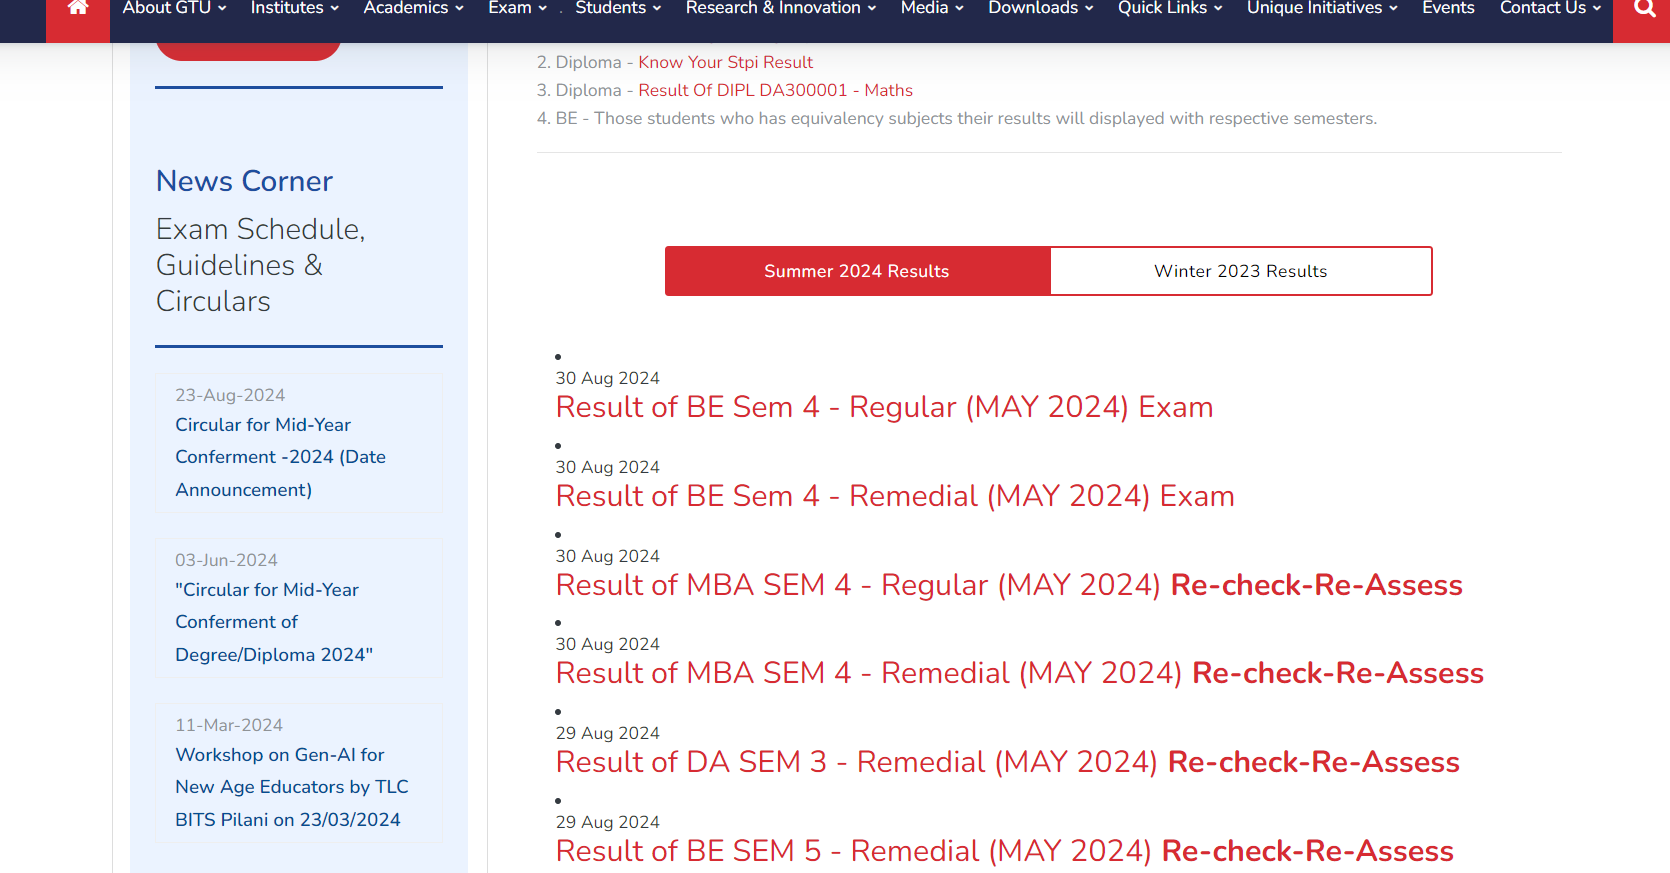 About GTU
Institutes
Academics
Exam
Students
Research & Innovation
Media
Downloads
Quick Links
Unique Initiatives
Events
Contact Us
News Corner
Exam Schedule,
Guidelines &
Circulars
23-Aug-2024
Circular for Mid-Year
Conferment -2024 (Date
Announcement)
03-Jun-2024
"Circular for Mid-Year
Conferment of
Degree/Diploma 2024"
11-Mar-2024
Workshop on Gen-AI for
New Age Educators by TLC
BITS Pilani on 23/03/2024
2. Diploma - Know Your Stpi Result
3. Diploma - Result Of DIPL DA300001 - Maths
4. BE - Those students who has equivalency subjects their results will displayed with respective semesters.
Summer 2024 Results
Winter 2023 Results
30 Aug 2024
Result of BE Sem 4 - Regular (MAY 2024) Exam
30 Aug 2024
Result of BE Sem 4 - Remedial (MAY 2024) Exam
30 Aug 2024
Result of MBA SEM 4 - Regular (MAY 2024) Re-check-Re-Assess
30 Aug 2024
Result of MBA SEM 4 - Remedial (MAY 2024) Re-check-Re-Assess
29 Aug 2024
Result of DA SEM 3 - Remedial (MAY 2024) Re-check-Re-Assess
29 Aug 2024
Result of BE SEM 5 - Remedial (MAY 2024) Re-check-Re-Assess